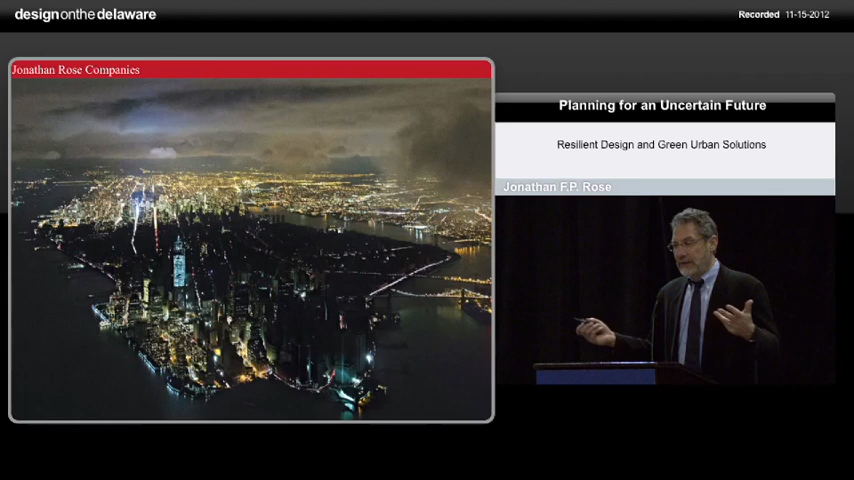 designonthedelaware
Recorded 11-15-2012
Jonathan Rose Companies
Planning for an Uncertain Future
Resilient Design and Green Urban Solutions
Jonathan F.P. Rose